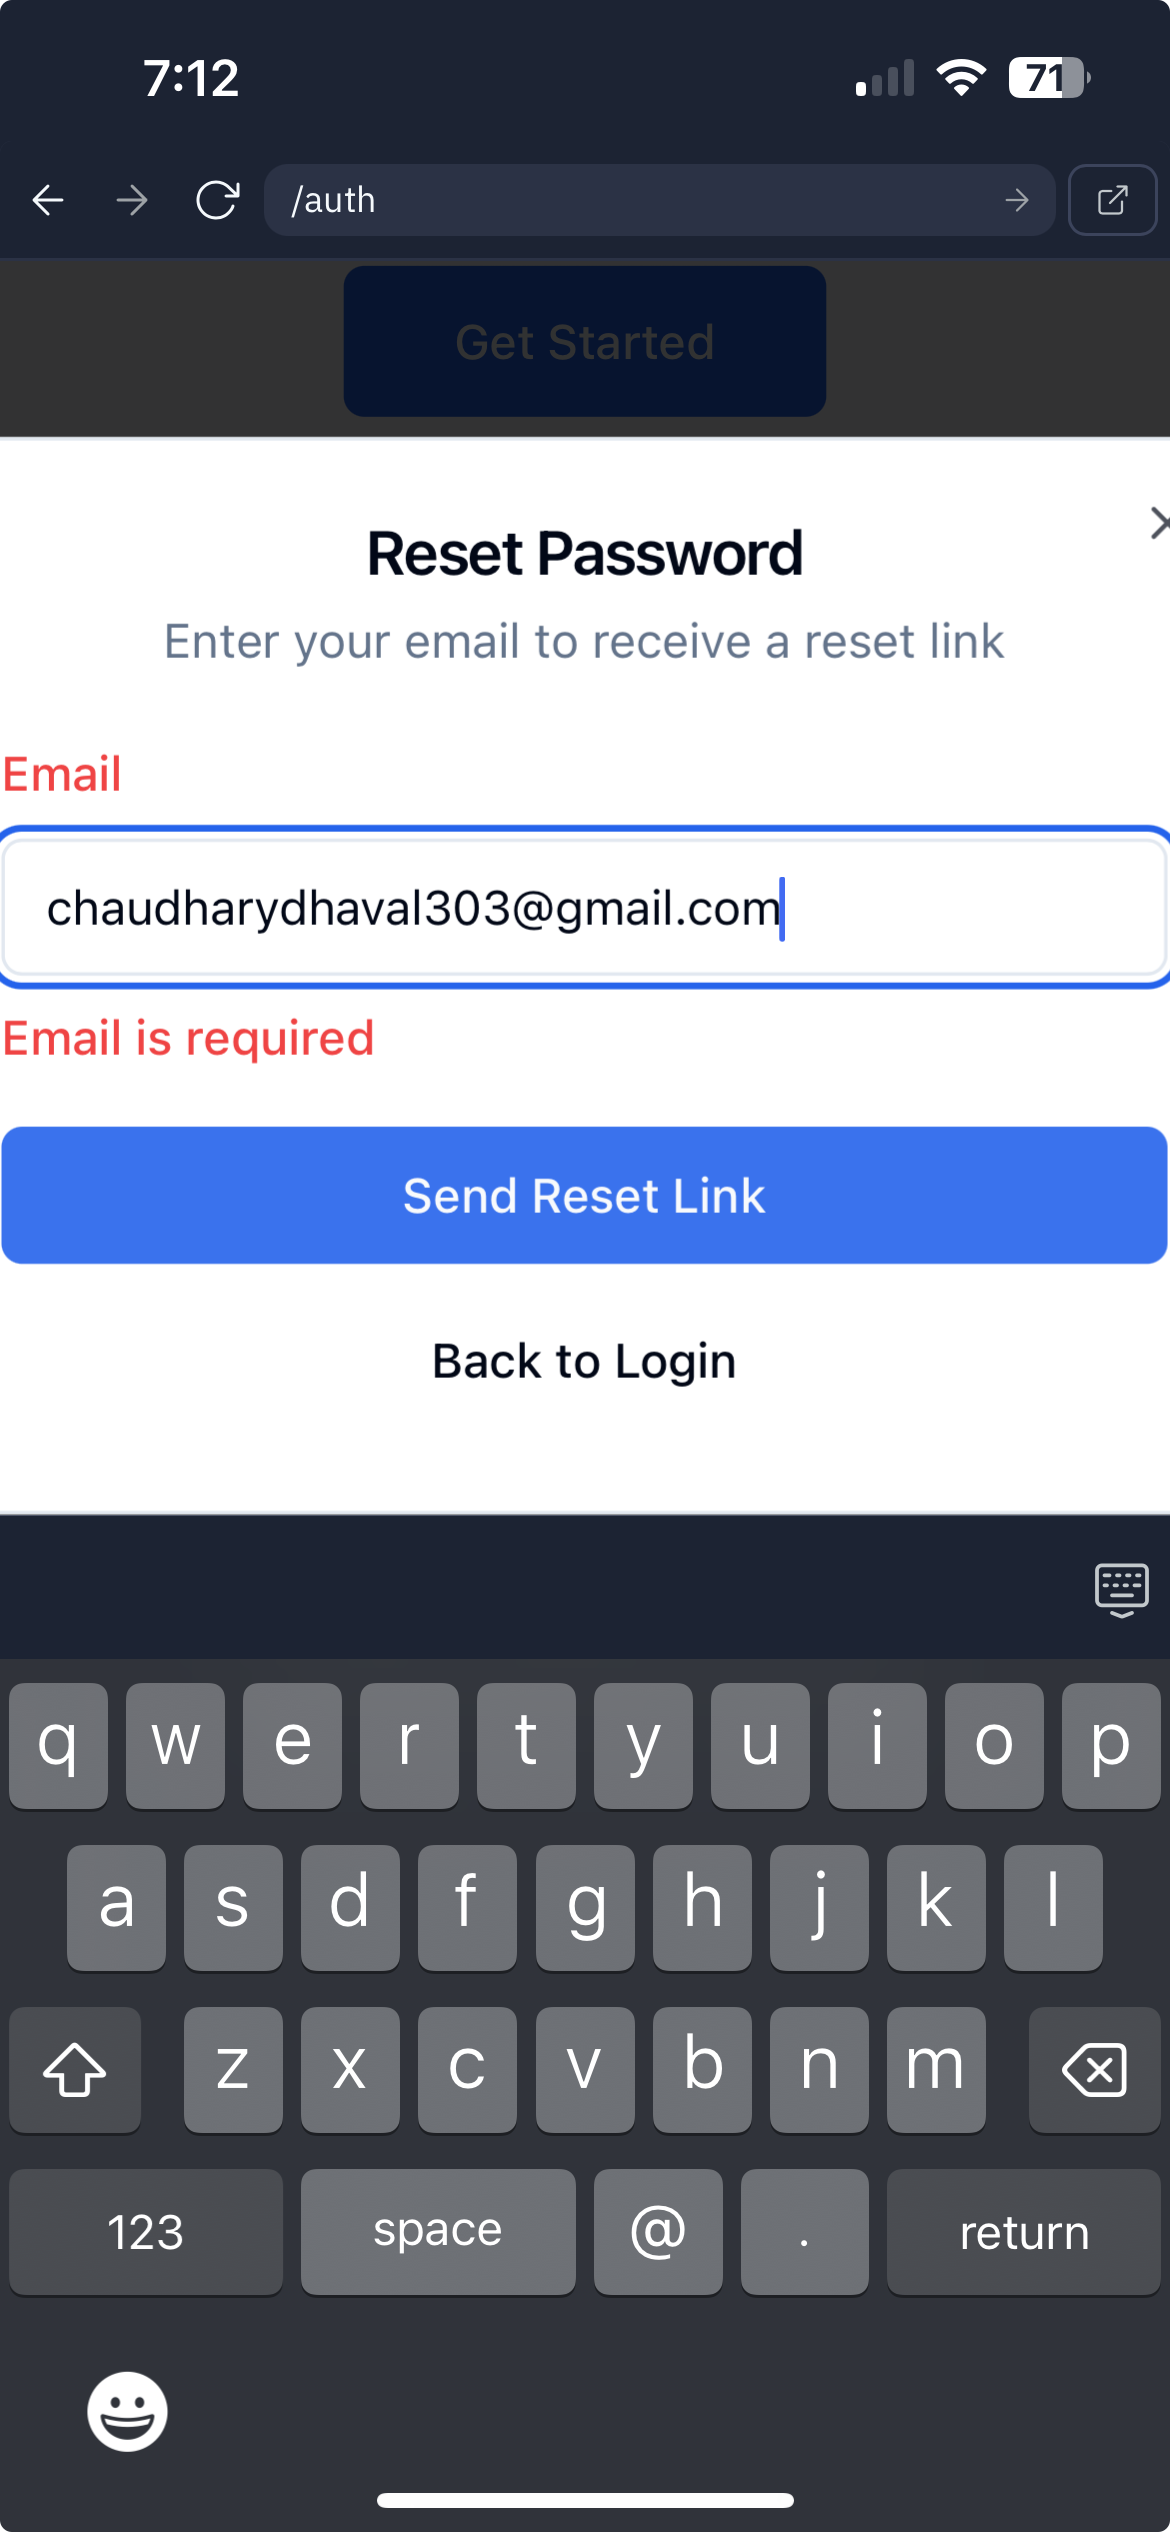 7:12
71
/auth
Get Started
Reset Password
Enter your email to receive a reset link
Email
chaudharydhaval303@gmail.com
Email is required
Send Reset Link
Back to Login
q w e r t y u i o p
a s d f g h j k l
z x c v b n m
123 space @ . return